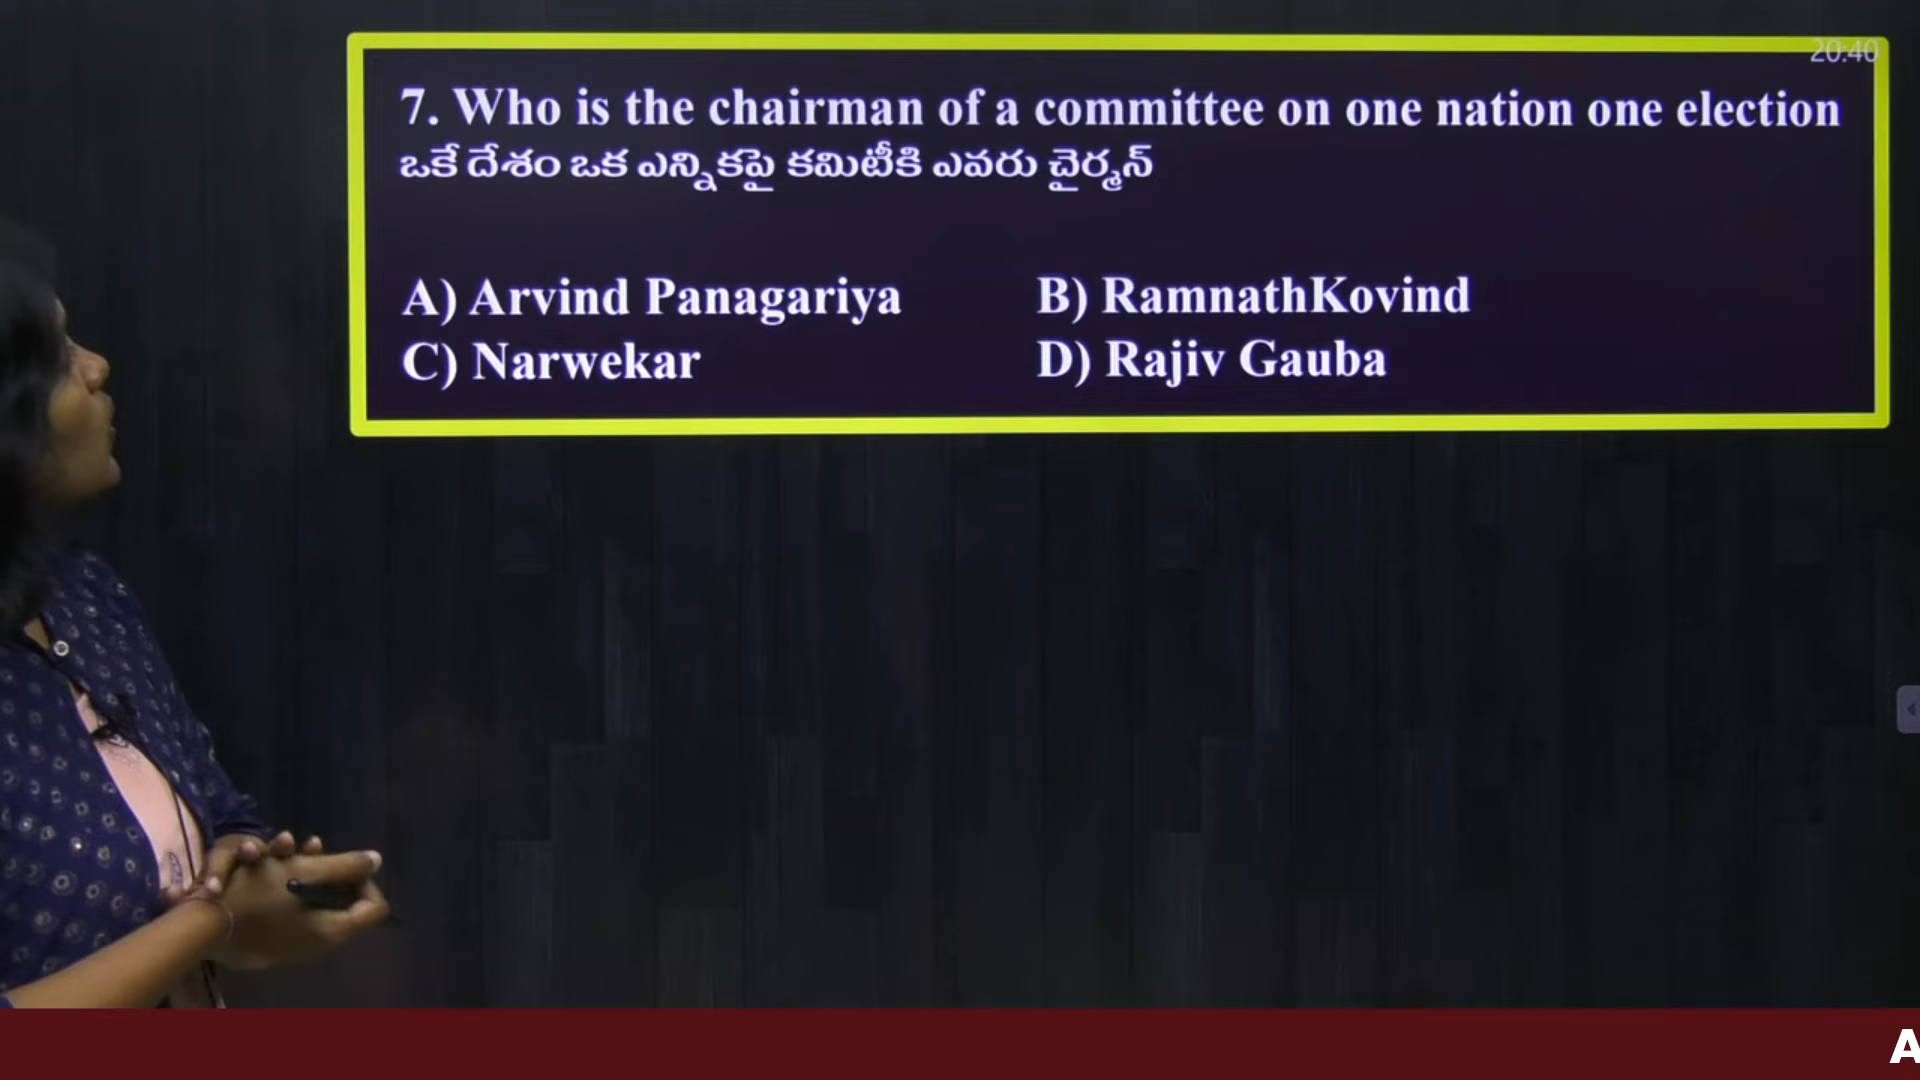 20:40
7. Who is the chairman of a committee on one nation one election
ఒకే దేశం ఒక ఎన్నికపై కమిటీకి ఎవరు చైర్మన్
A) Arvind Panagariya B) RamnathKovind
C) Narwekar D) Rajiv Gauba
A